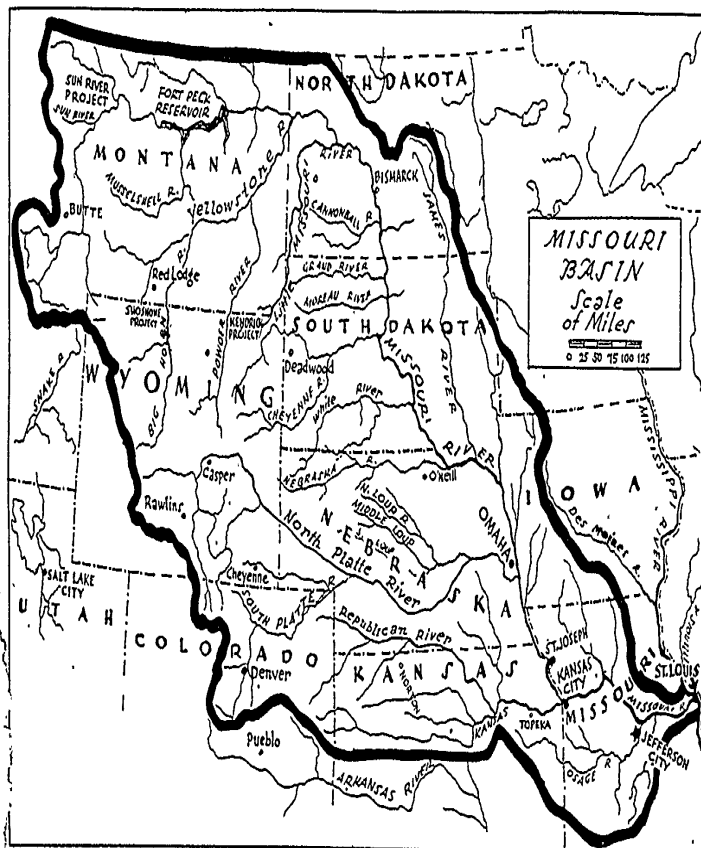 NORTH DAKOTA
SUN RIVER
PROJECT
SUN RIVER
FORT PECK
RESERVOIR
MONTANA
MUSSELSHELL R.
Yellowstone R
MISSOURI
RIVER
BISMARCK
CANNONBALL R.
JAMES
RIVER
BUTTE
Red Lodge
GRAND RIVER
MOREAU RIVER
MISSOURI
BASIN
Scale
of Miles
0 25 50 75 100 125
SHOSHONE
PROJECT
BIG HORN R.
POWDER RIVER
KENDRICK
PROJECT
SOUTH DAKOTA
Deadwood
MISSOURI
RIVER
SNAKE R.
WYOMING
CHEYENNE R.
White River
MISSISSIPPI
RIVER
Casper
Rawlins
NEBRASKA
R.
O'Neill
IOWA
N. LOUP R.
MIDDLE LOUP
S. LOUP
N-E-B-R-A-SKA
OMAHA
Des Moines R.
North Platte River
SALT LAKE
CITY
Cheyenne
SOUTH PLATTE R
UTAH
COLORADO
Republican River
Denver
KANSAS
NORTON
ST. JOSEPH
KANSAS
CITY
MISSOURI
ILLINOIS R
ST. LOUIS
MISSOURI R.
KANSAS
TOPEKA
JEFFERSON
CITY
Pueblo
ARKANSAS RIVER
OSAGE R